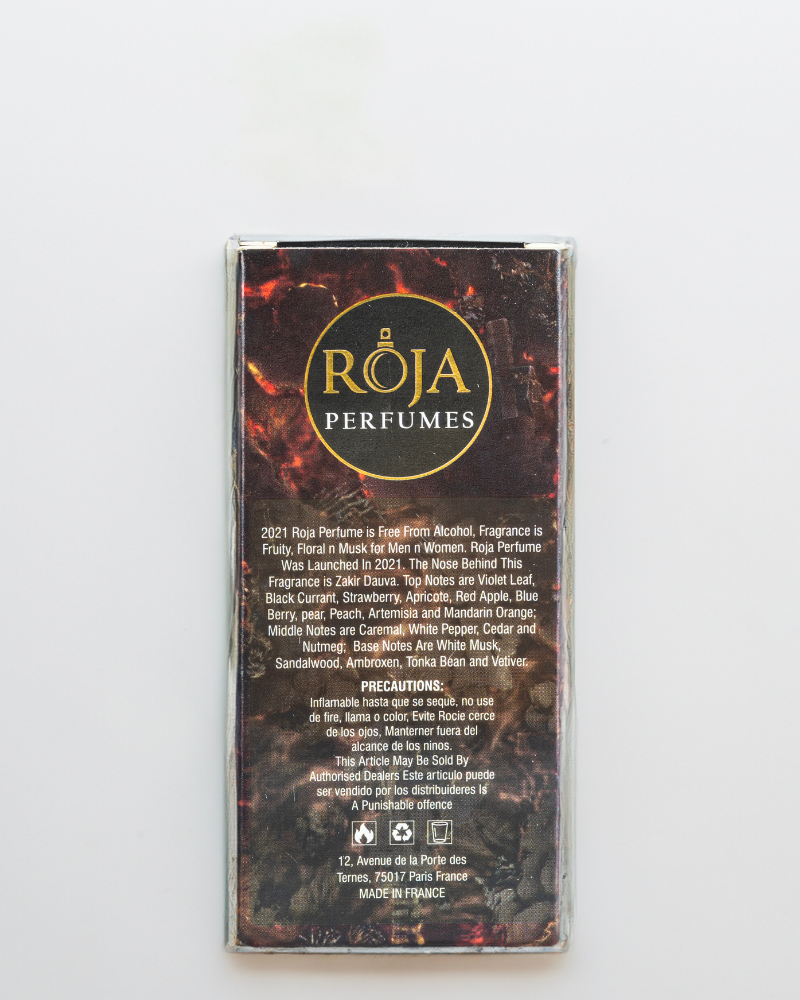 ROJA
PERFUMES
2021 Roja Perfume is Free From Alcohol, Fragrance is
Fruity, Floral n Musk for Men n Women. Roja Perfume
Was Launched In 2021. The Nose Behind This
Fragrance is Zakir Dauva. Top Notes are Violet Leaf,
Black Currant, Strawberry, Apricote, Red Apple, Blue
Berry, pear, Peach, Artemisia and Mandarin Orange;
Middle Notes are Caremal, White Pepper, Cedar and
Nutmeg; Base Notes Are White Musk,
Sandalwood, Ambroxen, Tonka Bean and Vetiver.
PRECAUTIONS:
Inflamable hasta que se seque, no use
de fire, llama o color, Evite Rocie cerce
de los ojos, Manterner fuera del
alcance de los ninos.
This Article May Be Sold By
Authorised Dealers Este articulo puede
ser vendido por los distribuideres Is
A Punishable offence
12, Avenue de la Porte des
Ternes, 75017 Paris France
MADE IN FRANCE